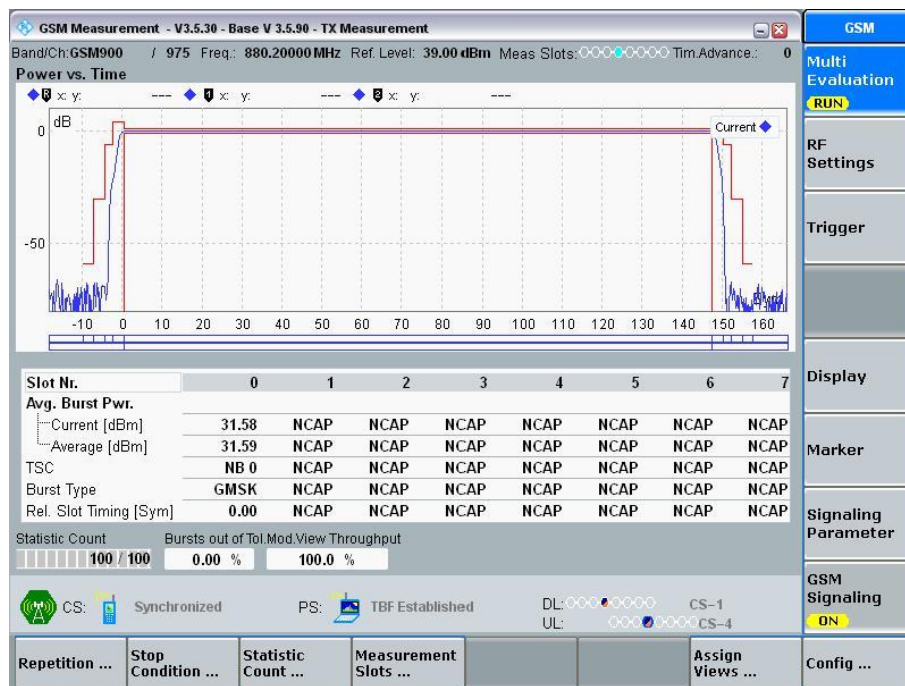 GSM Measurement - V3.5.30 - Base V 3.5.90 - TX Measurement
GSM
Band/Ch:GSM900 / 975 Freq.: 880.20000 MHz Ref. Level: 39.00 dBm Meas Slots: Tim.Advance.: 0
Power vs. Time
R x: y: --- 1 x: y: --- 2 x: y: ---
dB
Current
0
-50
-10 0 10 20 30 40 50 60 70 80 90 100 110 120 130 140 150 160
Slot Nr. 0 1 2 3 4 5 6 7
Avg. Burst Pwr.
Current [dBm] 31.58 NCAP NCAP NCAP NCAP NCAP NCAP NCAP
Average [dBm] 31.59 NCAP NCAP NCAP NCAP NCAP NCAP NCAP
TSC NB 0 NCAP NCAP NCAP NCAP NCAP NCAP NCAP
Burst Type GMSK NCAP NCAP NCAP NCAP NCAP NCAP NCAP
Rel. Slot Timing [Sym] 0.00 NCAP NCAP NCAP NCAP NCAP NCAP NCAP
Statistic Count Bursts out of Tol. Mod.View Throughput
100 / 100 0.00 % 100.0 %
CS: Synchronized PS: TBF Established DL: CS-1
UL: CS-4
Multi Evaluation
RUN
RF Settings
Trigger
Display
Marker
Signaling Parameter
GSM Signaling
ON
Repetition ... Stop Condition ... Statistic Count ... Measurement Slots ... Assign Views ... Config ...